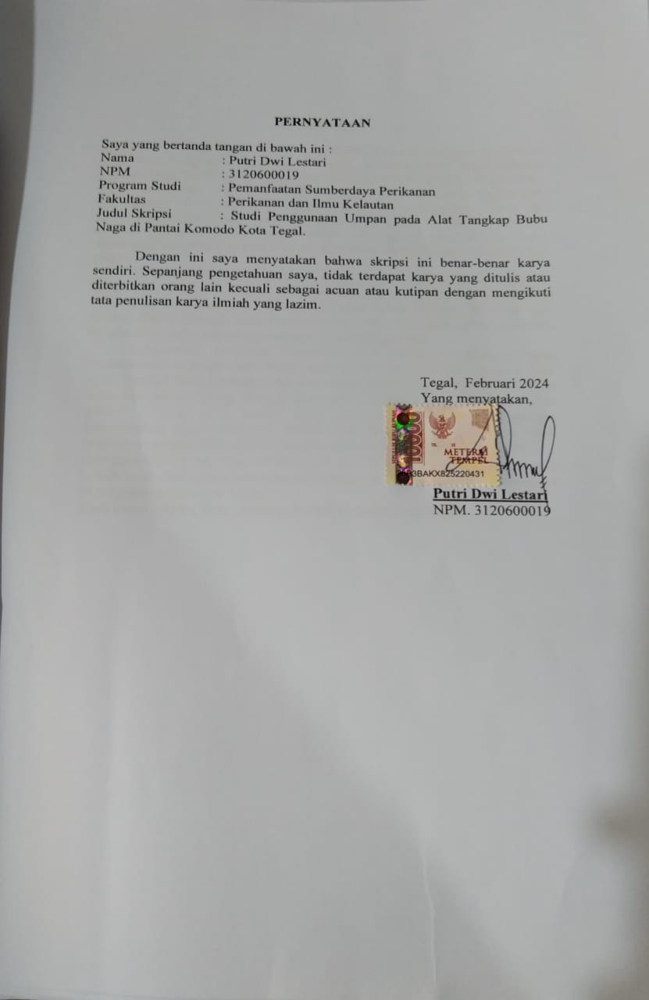 PERNYATAAN
Saya yang bertanda tangan di bawah ini :
Nama : Putri Dwi Lestari
NPM : 3120600019
Program Studi : Pemanfaatan Sumberdaya Perikanan
Fakultas : Perikanan dan Ilmu Kelautan
Judul Skripsi : Studi Penggunaan Umpan pada Alat Tangkap Bubu
Naga di Pantai Komodo Kota Tegal.
Dengan ini saya menyatakan bahwa skripsi ini benar-benar karya
sendiri. Sepanjang pengetahuan saya, tidak terdapat karya yang ditulis atau
diterbitkan orang lain kecuali sebagai acuan atau kutipan dengan mengikuti
tata penulisan karya ilmiah yang lazim.
Tegal, Februari 2024
Yang menyatakan,
10000
METERAI
TEMPEL
3BAKX825220431
Putri Dwi Lestari
NPM. 3120600019